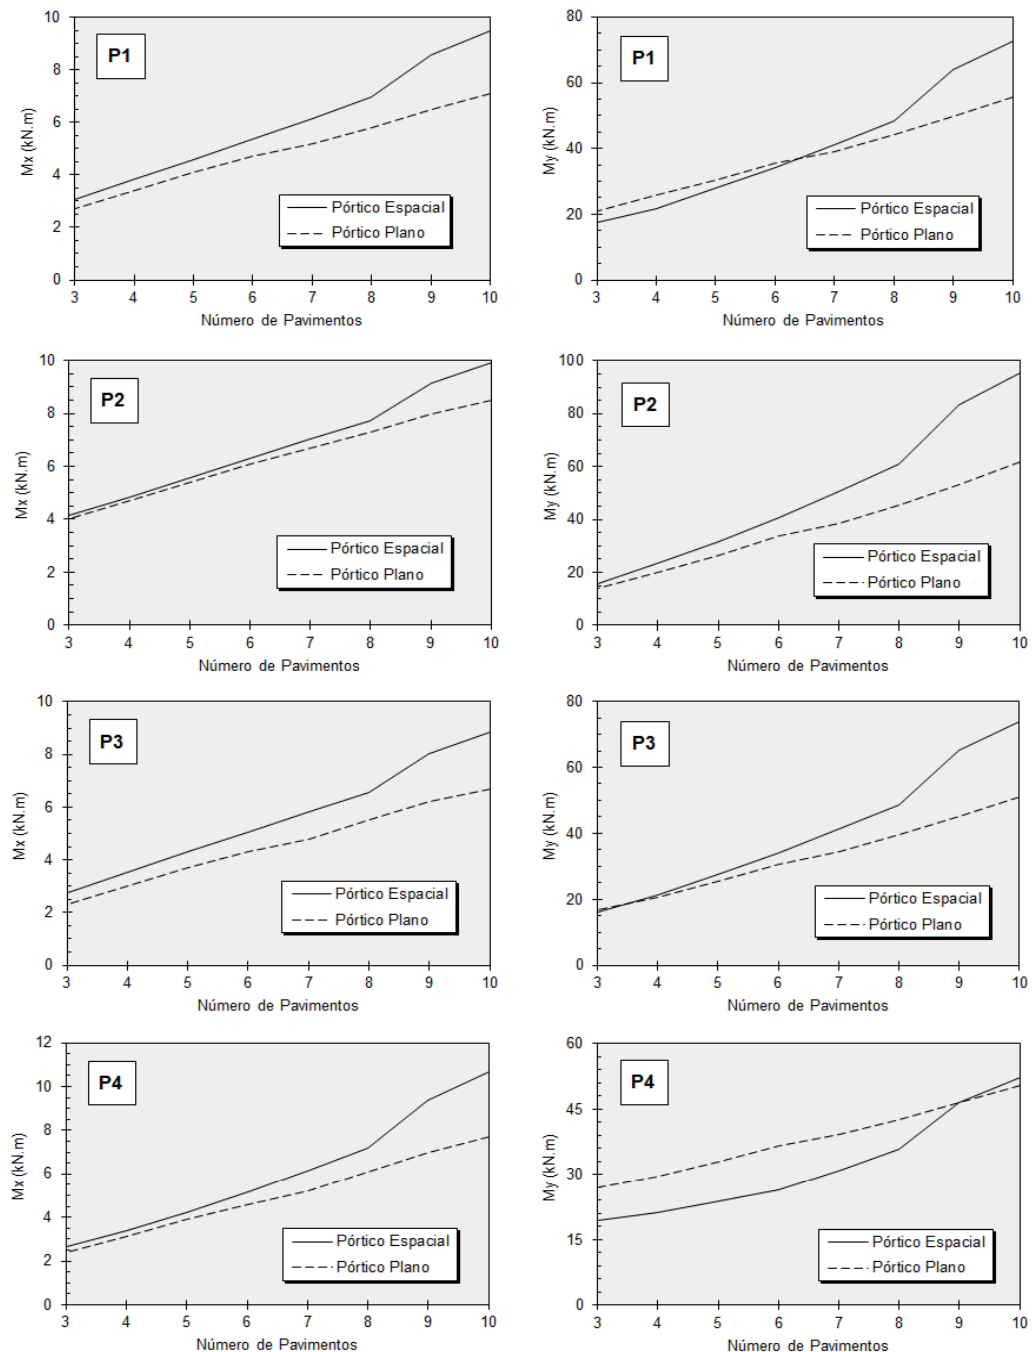 P1
Mx (kN.m)
10
8
6
4
2
0
Pórtico Espacial
Pórtico Plano
3 4 5 6 7 8 9 10
Número de Pavimentos
P1
My (kN.m)
80
60
40
20
0
Pórtico Espacial
Pórtico Plano
3 4 5 6 7 8 9 10
Número de Pavimentos
P2
Mx (kN.m)
10
8
6
4
2
0
Pórtico Espacial
Pórtico Plano
3 4 5 6 7 8 9 10
Número de Pavimentos
P2
My (kN.m)
100
80
60
40
20
0
Pórtico Espacial
Pórtico Plano
3 4 5 6 7 8 9 10
Número de Pavimentos
P3
Mx (kN.m)
10
8
6
4
2
0
Pórtico Espacial
Pórtico Plano
3 4 5 6 7 8 9 10
Número de Pavimentos
P3
My (kN.m)
80
60
40
20
0
Pórtico Espacial
Pórtico Plano
3 4 5 6 7 8 9 10
Número de Pavimentos
P4
Mx (kN.m)
12
10
8
6
4
2
0
Pórtico Espacial
Pórtico Plano
3 4 5 6 7 8 9 10
Número de Pavimentos
P4
My (kN.m)
60
45
30
15
0
Pórtico Espacial
Pórtico Plano
3 4 5 6 7 8 9 10
Número de Pavimentos